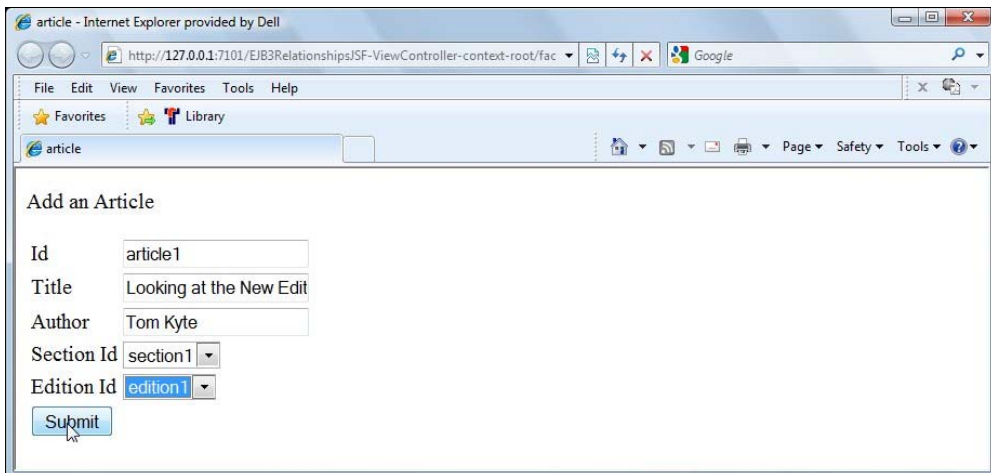 article - Internet Explorer provided by Dell
http://127.0.0.1:7101/EJB3RelationshipsJSF-ViewController-context-root/fac
Google
File Edit View Favorites Tools Help
Favorites Library
article
Page Safety Tools
Add an Article
Id article1
Title Looking at the New Edit
Author Tom Kyte
Section Id section1
Edition Id edition1
Submit